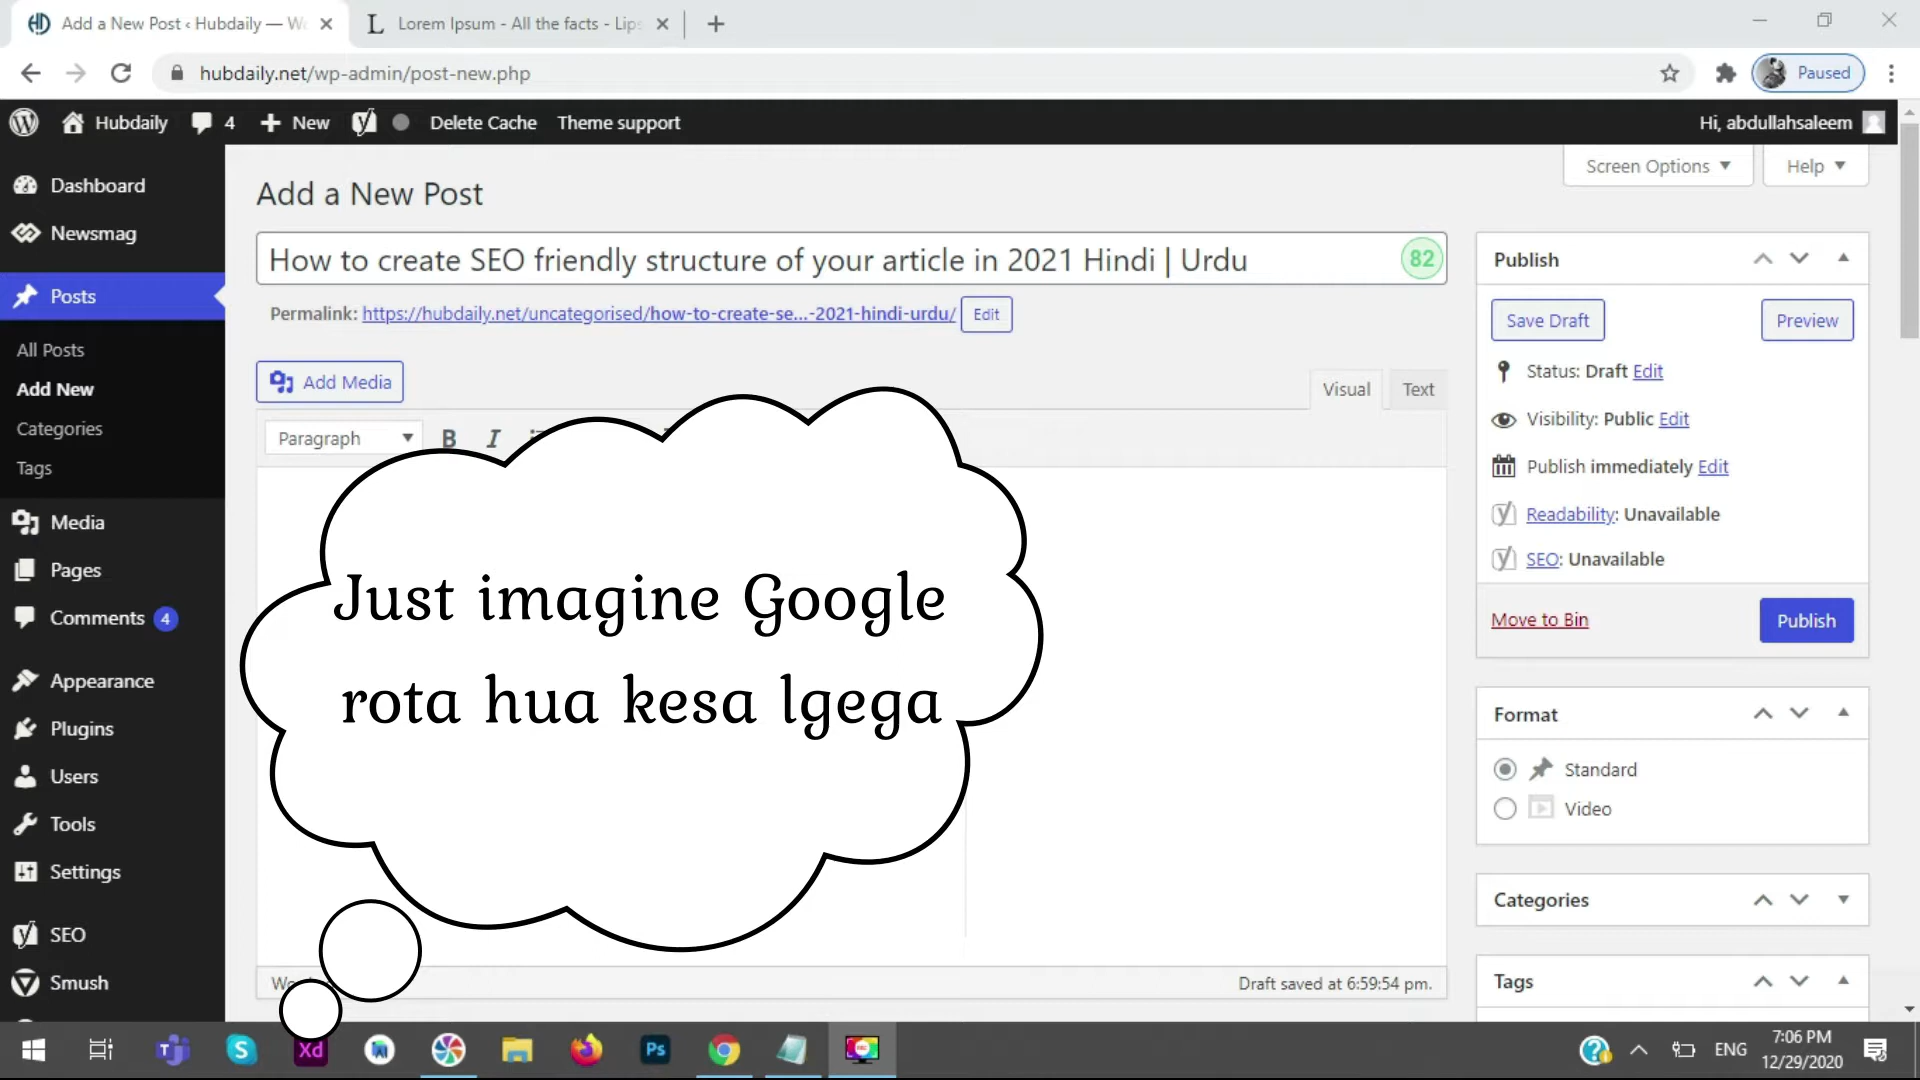 Add a New Post ‹ Hubdaily — Wo
Lorem Ipsum - All the facts - Lips
hubdaily.net/wp-admin/post-new.php
Paused
Hubdaily 4 New Delete Cache Theme support
Hi, abdullahsaleem
Screen Options Help
Dashboard
Newsmag
Posts
All Posts
Add New
Categories
Tags
Media
Pages
Comments 4
Appearance
Plugins
Users
Tools
Settings
SEO
Smush
Add a New Post
How to create SEO friendly structure of your article in 2021 Hindi | Urdu
82
Permalink: https://hubdaily.net/uncategorised/how-to-create-se...-2021-hindi-urdu/ Edit
Add Media
Visual Text
Paragraph B I
Just imagine Google
rota hua kesa lgega
Draft saved at 6:59:54 pm.
Publish
Save Draft Preview
Status: Draft Edit
Visibility: Public Edit
Publish immediately Edit
Readability: Unavailable
SEO: Unavailable
Move to Bin Publish
Format
Standard
Video
Categories
Tags
Xd
Ps
ENG
7:06 PM
12/29/2020